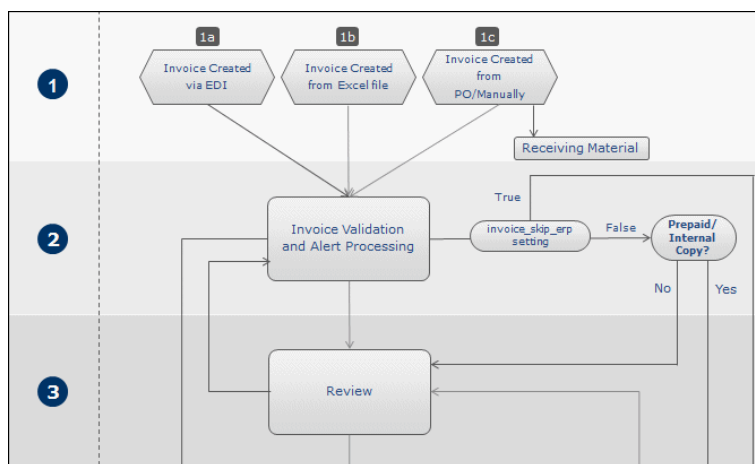 1a
1b
1c
1
Invoice Created
via EDI
Invoice Created
from Excel file
Invoice Created
from
PO/Manually
Receiving Material
2
Invoice Validation
and Alert Processing
True
invoice_skip_erp
setting
False
Prepaid/
Internal
Copy?
No
Yes
3
Review